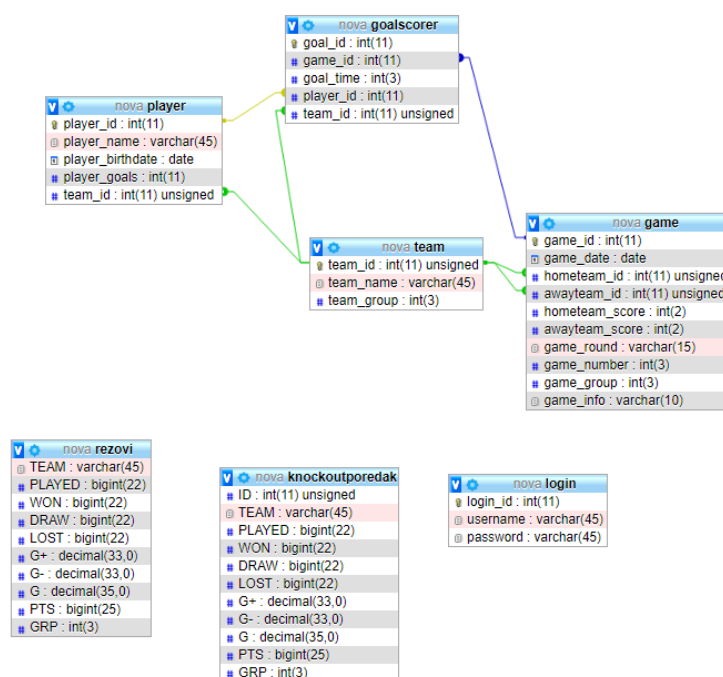 nova goalscorer
goal_id : int(11)
game_id : int(11)
goal_time : int(3)
player_id : int(11)
team_id : int(11) unsigned
nova player
player_id : int(11)
player_name : varchar(45)
player_birthdate : date
player_goals : int(11)
team_id : int(11) unsigned
nova team
team_id : int(11) unsigned
team_name : varchar(45)
team_group : int(3)
nova game
game_id : int(11)
game_date : date
hometeam_id : int(11) unsigned
awayteam_id : int(11) unsigned
hometeam_score : int(2)
awayteam_score : int(2)
game_round : varchar(15)
game_number : int(3)
game_group : int(3)
game_info : varchar(10)
nova rezovi
TEAM : varchar(45)
PLAYED : bigint(22)
WON : bigint(22)
DRAW : bigint(22)
LOST : bigint(22)
G+ : decimal(33,0)
G- : decimal(33,0)
G : decimal(35,0)
PTS : bigint(25)
GRP : int(3)
nova knockoutporedak
ID : int(11) unsigned
TEAM : varchar(45)
PLAYED : bigint(22)
WON : bigint(22)
DRAW : bigint(22)
LOST : bigint(22)
G+ : decimal(33,0)
G- : decimal(33,0)
G : decimal(35,0)
PTS : bigint(25)
GRP : int(3)
nova login
login_id : int(11)
username : varchar(45)
password : varchar(45)